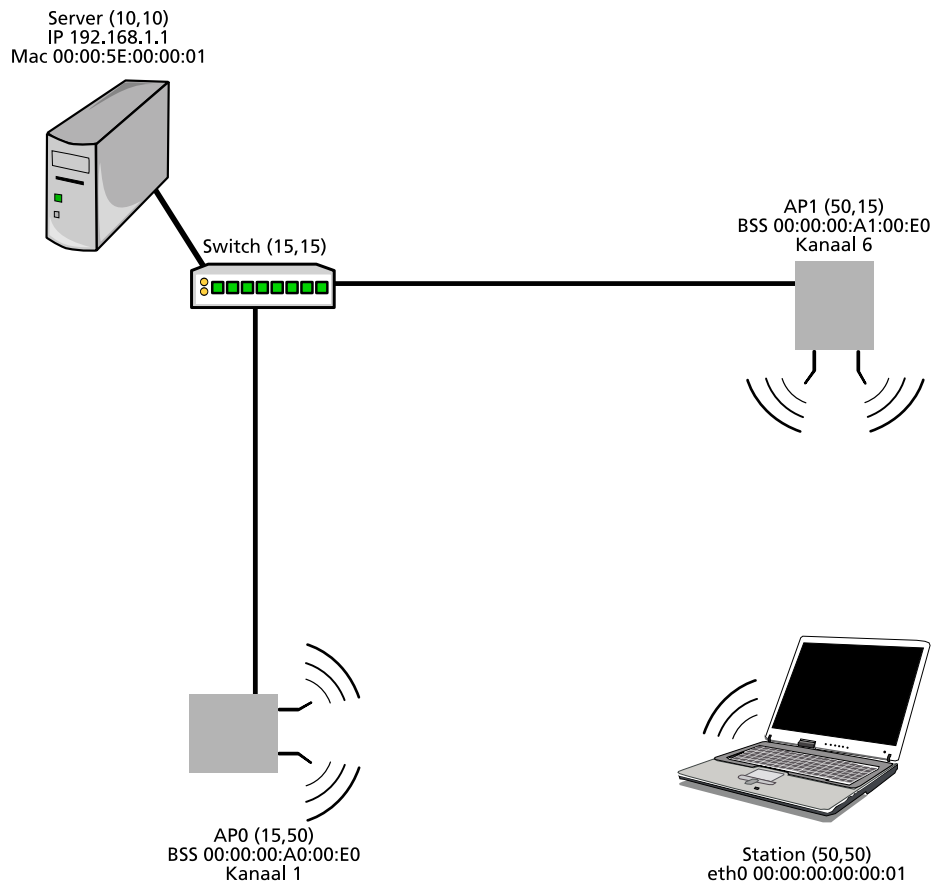 Server (10,10)
IP 192.168.1.1
Mac 00:00:5E:00:00:01
Switch (15,15)
AP1 (50,15)
BSS 00:00:00:A1:00:E0
Kanaal 6
AP0 (15,50)
BSS 00:00:00:A0:00:E0
Kanaal 1
Station (50,50)
eth0 00:00:00:00:00:01